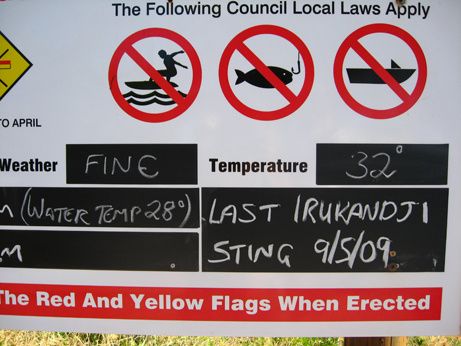 The Following Council Local Laws Apply
TO APRIL
Weather FINE Temperature 32°
M (WATER TEMP 28°) LAST IRUKANDJI
M STING 9/5/09
The Red And Yellow Flags When Erected